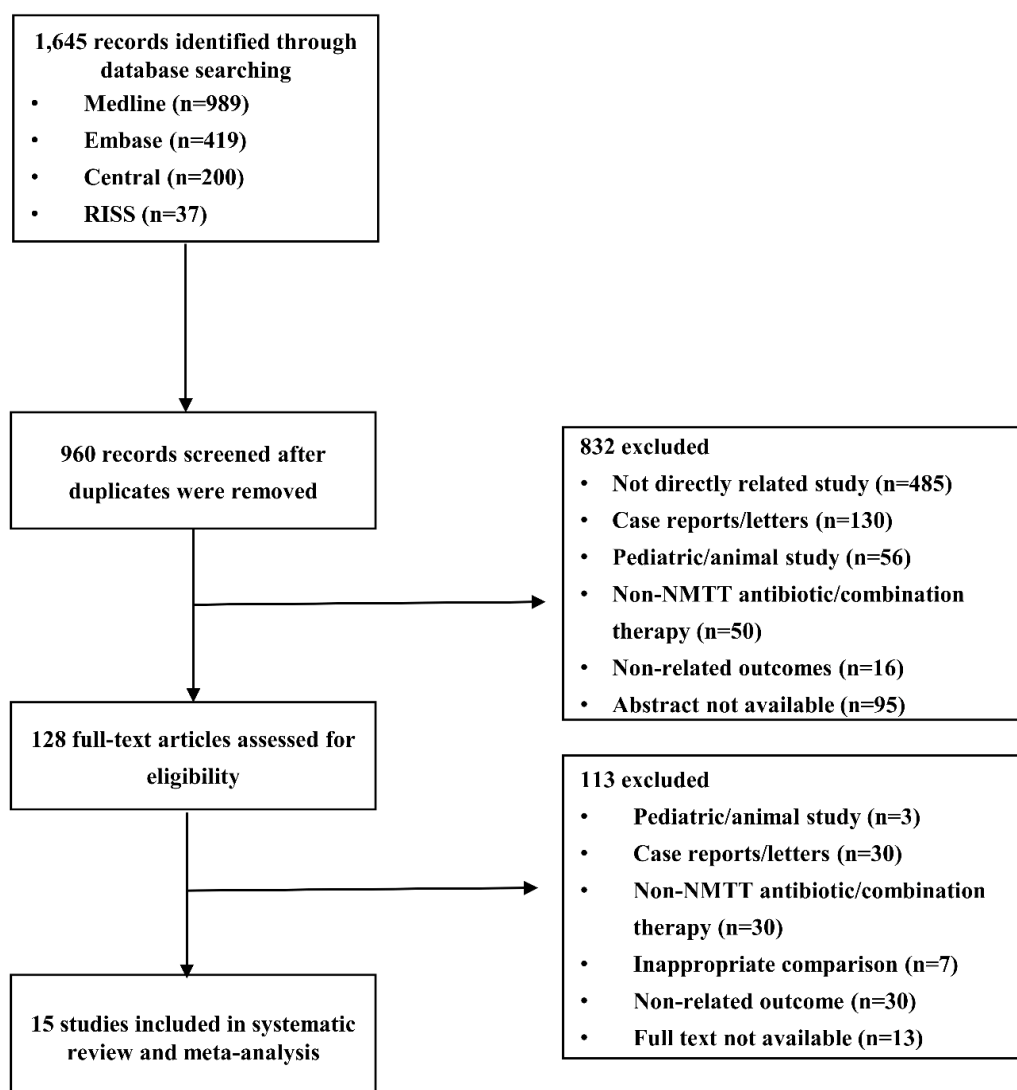 1,645 records identified through
database searching
• Medline (n=989)
• Embase (n=419)
• Central (n=200)
• RISS (n=37)
960 records screened after
duplicates were removed
832 excluded
• Not directly related study (n=485)
• Case reports/letters (n=130)
• Pediatric/animal study (n=56)
• Non-NMTT antibiotic/combination
therapy (n=50)
• Non-related outcomes (n=16)
• Abstract not available (n=95)
128 full-text articles assessed for
eligibility
113 excluded
• Pediatric/animal study (n=3)
• Case reports/letters (n=30)
• Non-NMTT antibiotic/combination
therapy (n=30)
• Inappropriate comparison (n=7)
• Non-related outcome (n=30)
• Full text not available (n=13)
15 studies included in systematic
review and meta-analysis